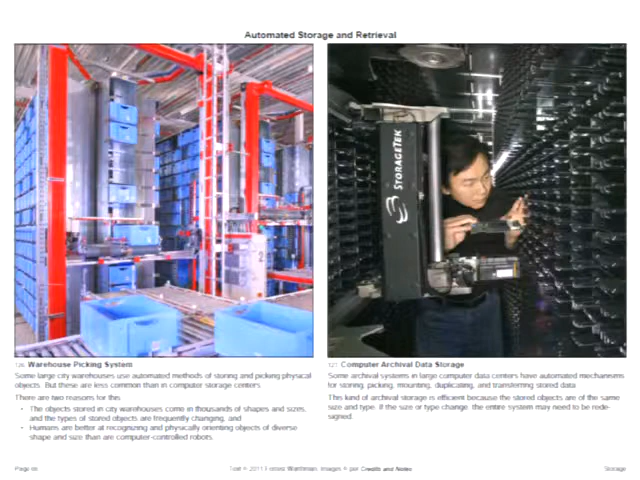 Automated Storage and Retrieval
STORAGETEK
Warehouse Picking System
Some large city warehouses use automated methods of storing and picking physical
objects. But these are less common than in computer storage centers.
There are two reasons for this
• The objects stored in city warehouses come in thousands of shapes and sizes,
and the types of stored objects are frequently changing, and
• Humans are better at recognizing and physically orienting objects of diverse
shape and size than are computer-controlled robots.
Computer Archival Data Storage
Some archival systems in large computer data centers have automated mechanisms
for storing, picking, mounting, duplicating, and transferring stored data.
This kind of archival storage is efficient because the stored objects are of the same
size and type. If the size or type change, the entire system may need to be rede-
signed.
Page
Text © 2011 Forrest Warthman. Images © per Credits and Notes
Storage